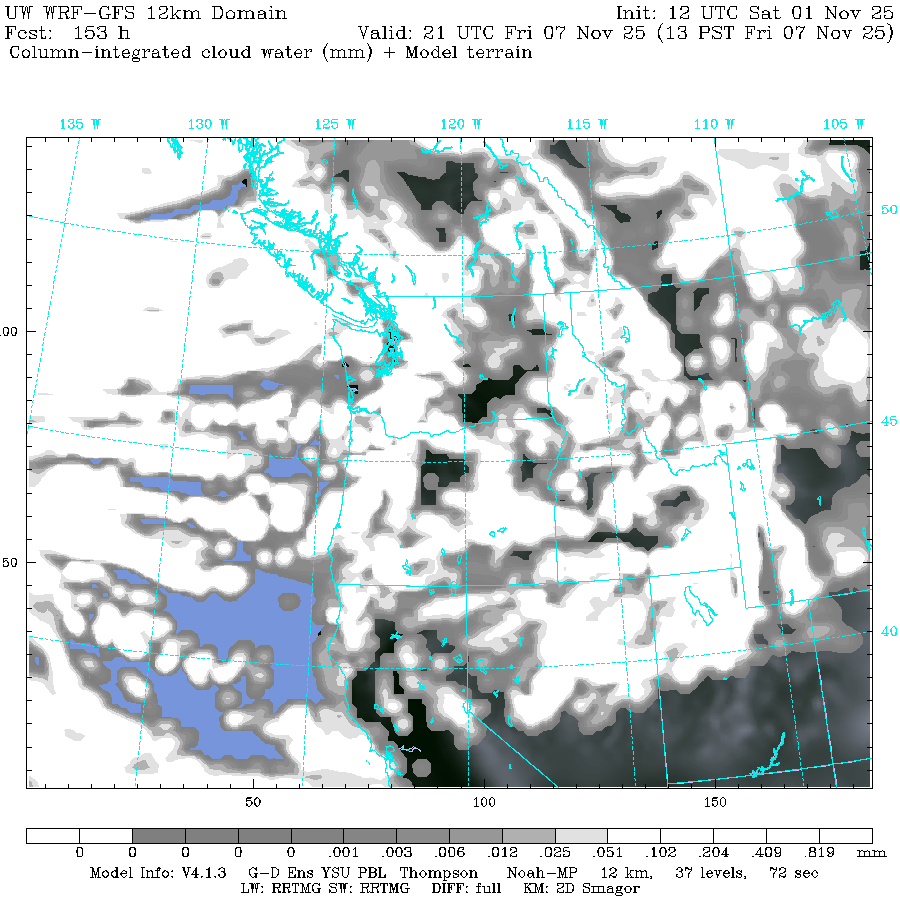 UW WRF-GFS 12km Domain Init: 12 UTC Sat 01 Nov 25
Fcst: 153 h Valid: 21 UTC Fri 07 Nov 25 (13 PST Fri 07 Nov 25)
Column-integrated cloud water (mm) + Model terrain
135 W 130 W 125 W 120 W 115 W 110 W 105 W
50
00
45
50
40
50 100 150
0 0 0 0 0 .001 .003 .006 .012 .025 .051 .102 .204 .409 .819 mm
Model Info: V4.1.3 G-D Ens YSU PBL Thompson Noah-MP 12 km, 37 levels, 72 sec
LW: RRTMG SW: RRTMG DIFF: full KM: 2D Smagor